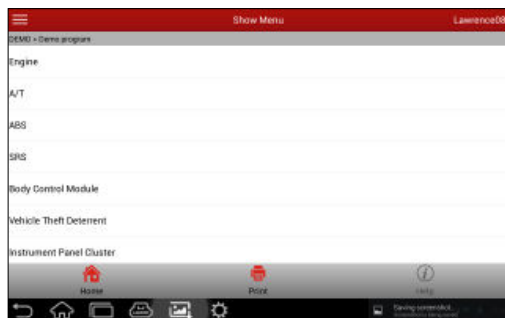 Show Menu
Lawrence08
DEMO > Demo program
Engine
A/T
ABS
SRS
Body Control Module
Vehicle Theft Deterrent
Instrument Panel Cluster
Home
Print
Help
Saving screenshot...